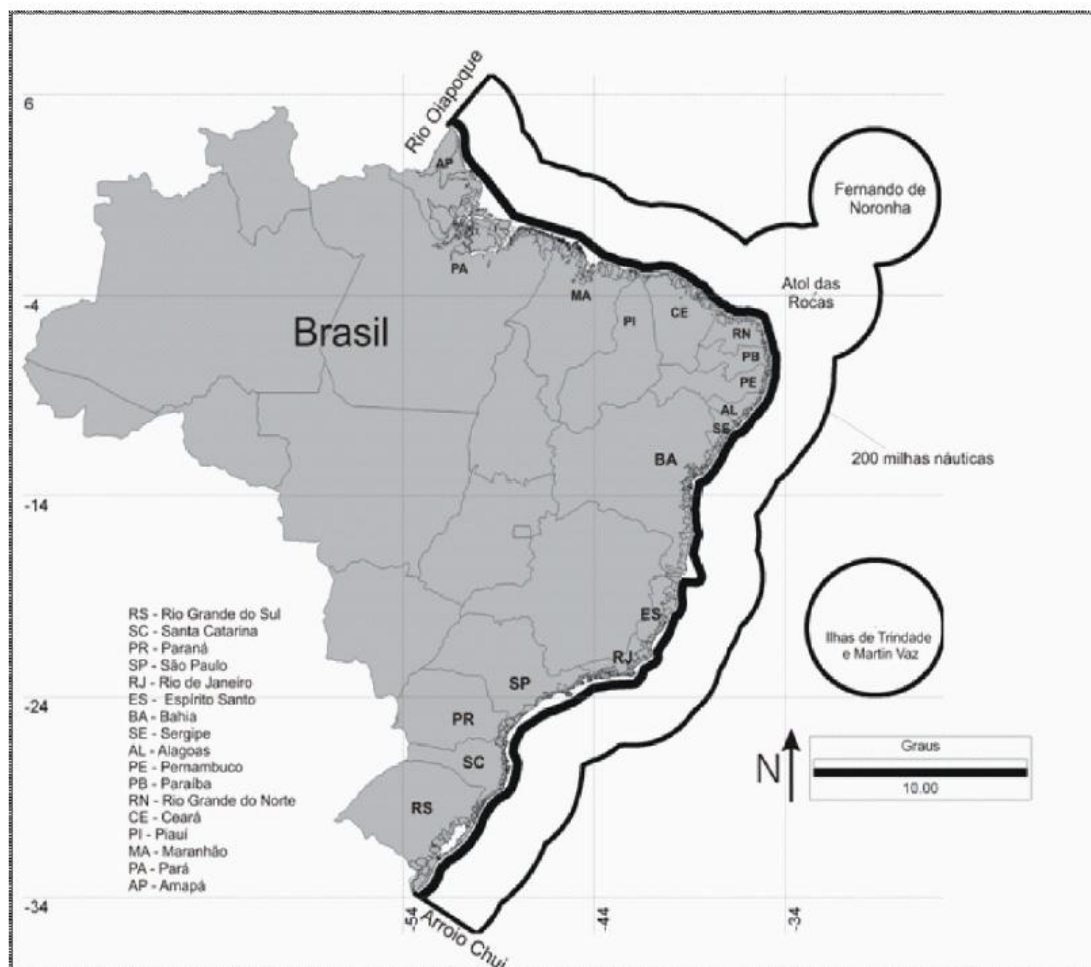 6
Rio Oiapoque
AP
Fernando de
Noronha
PA
-4
MA
PI
CE
Atol das
Rocas
Brasil
RN
PB
PE
AL
SE
BA
200 milhas náuticas
-14
ES
RS - Rio Grande do Sul
SC - Santa Catarina
PR - Paraná
SP - São Paulo
RJ - Rio de Janeiro
ES - Espírito Santo
BA - Bahia
SE - Sergipe
AL - Alagoas
PE - Pernambuco
PB - Paraíba
RN - Rio Grande do Norte
CE - Ceará
PI - Piauí
MA - Maranhão
PA - Pará
AP - Amapá
Ilhas de Trindade
e Martin Vaz
RJ
SP
-24
PR
SC
RS
N
Graus
10.00
-34
-54
-44
-34
Arroio Chui